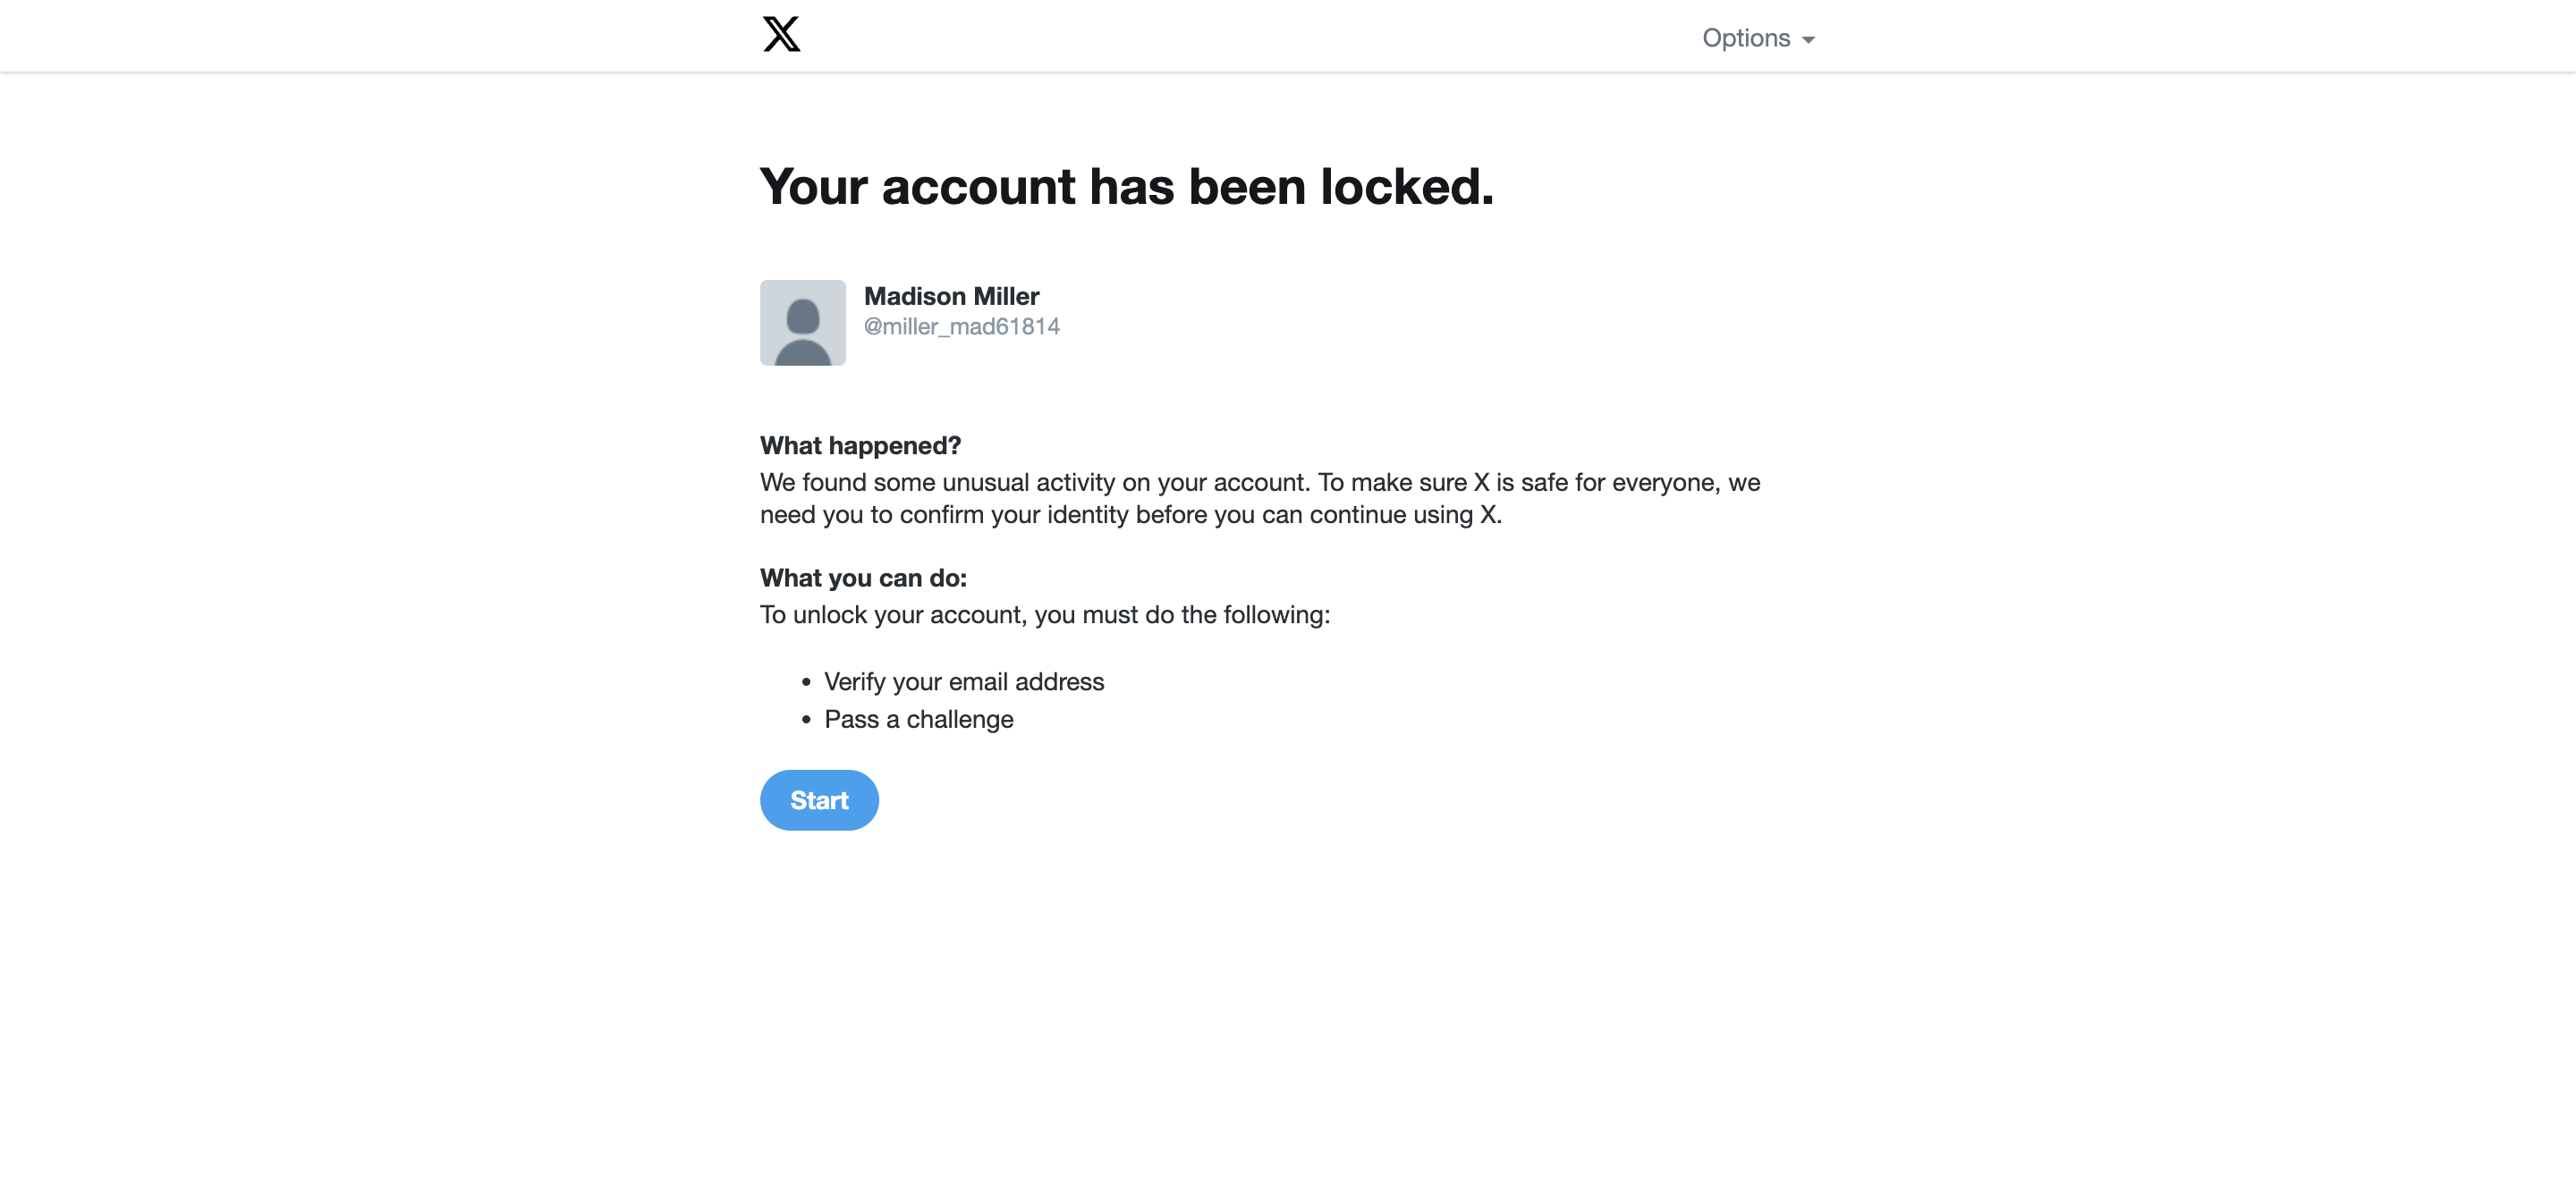 Options
Your account has been locked.
Madison Miller
@miller_mad61814
What happened?
We found some unusual activity on your account. To make sure X is safe for everyone, we
need you to confirm your identity before you can continue using X.
What you can do:
To unlock your account, you must do the following:
• Verify your email address
• Pass a challenge
Start